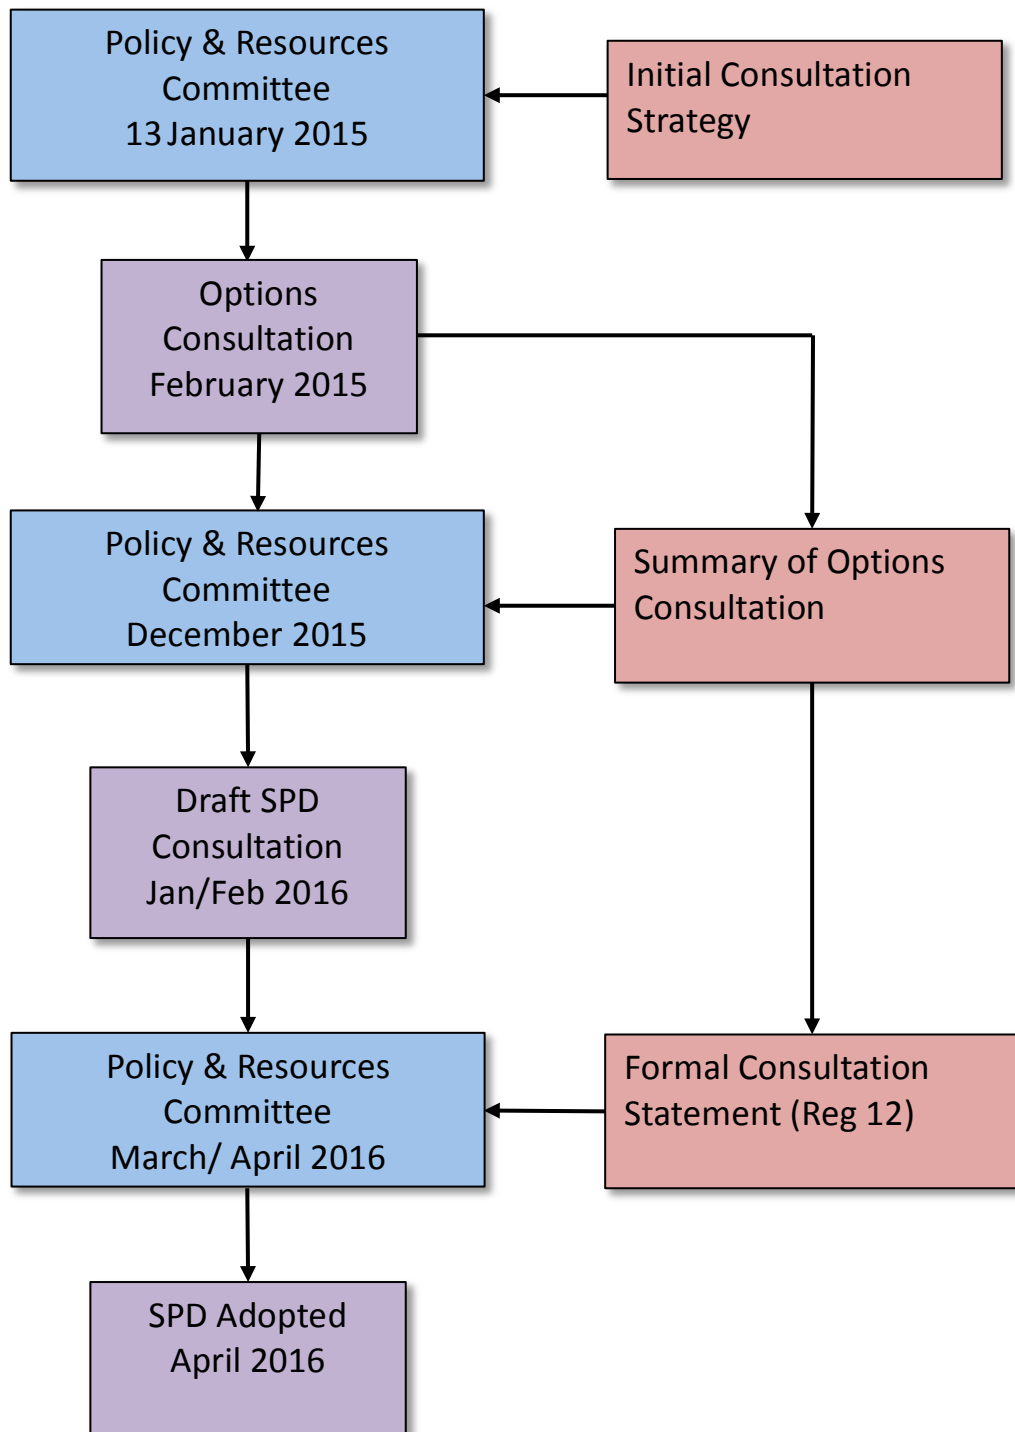 Policy & Resources
Committee
13 January 2015
Initial Consultation
Strategy
Options
Consultation
February 2015
Policy & Resources
Committee
December 2015
Summary of Options
Consultation
Draft SPD
Consultation
Jan/Feb 2016
Policy & Resources
Committee
March/ April 2016
Formal Consultation
Statement (Reg 12)
SPD Adopted
April 2016